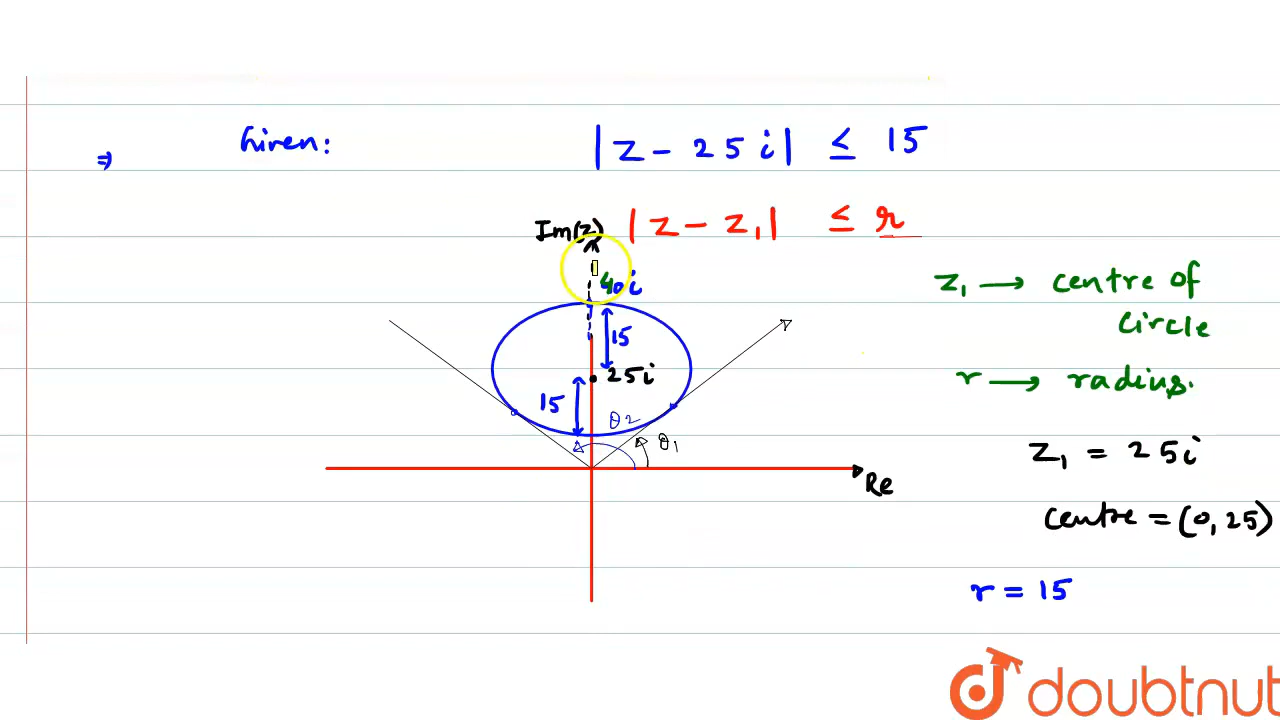 ⇒ Given: |z - 25i| ≤ 15
Im(z) |z - z₁| ≤ r
40i
z₁ → centre of
circle
15
25i
r → radius.
15
θ2
θ1
z₁ = 25i
Re
centre = (0, 25)
r = 15
doubtnut